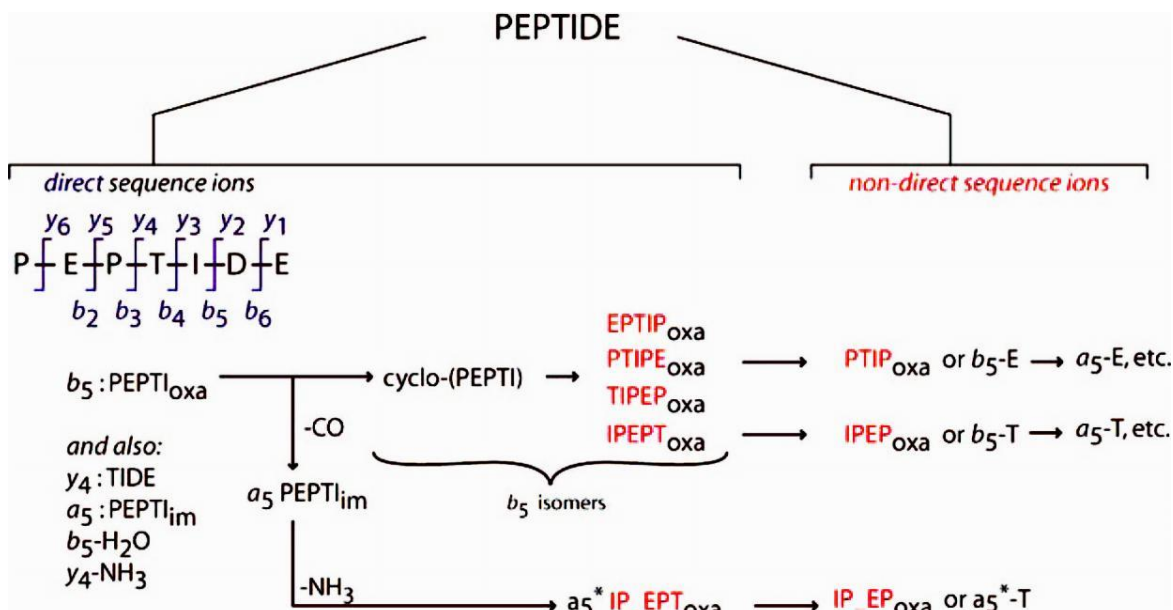 PEPTIDE
direct sequence ions
non-direct sequence ions
y6 y5 y4 y3 y2 y1
P E P T I D E
b2 b3 b4 b5 b6
b5 : PEPTIoxa
cyclo-(PEPTI)
EPTIPoxa
PTIPEoxa
TIPEPoxa
IPEPToxa
PTIPoxa or b5-E
a5-E, etc.
IPEPoxa or b5-T
a5-T, etc.
-CO
b5 isomers
and also:
y4 : TIDE
a5 : PEPTIim
b5-H2O
y4-NH3
a5 PEPTIim
-NH3
a5* IP_EPToxa
IP_EPoxa or a5*-T